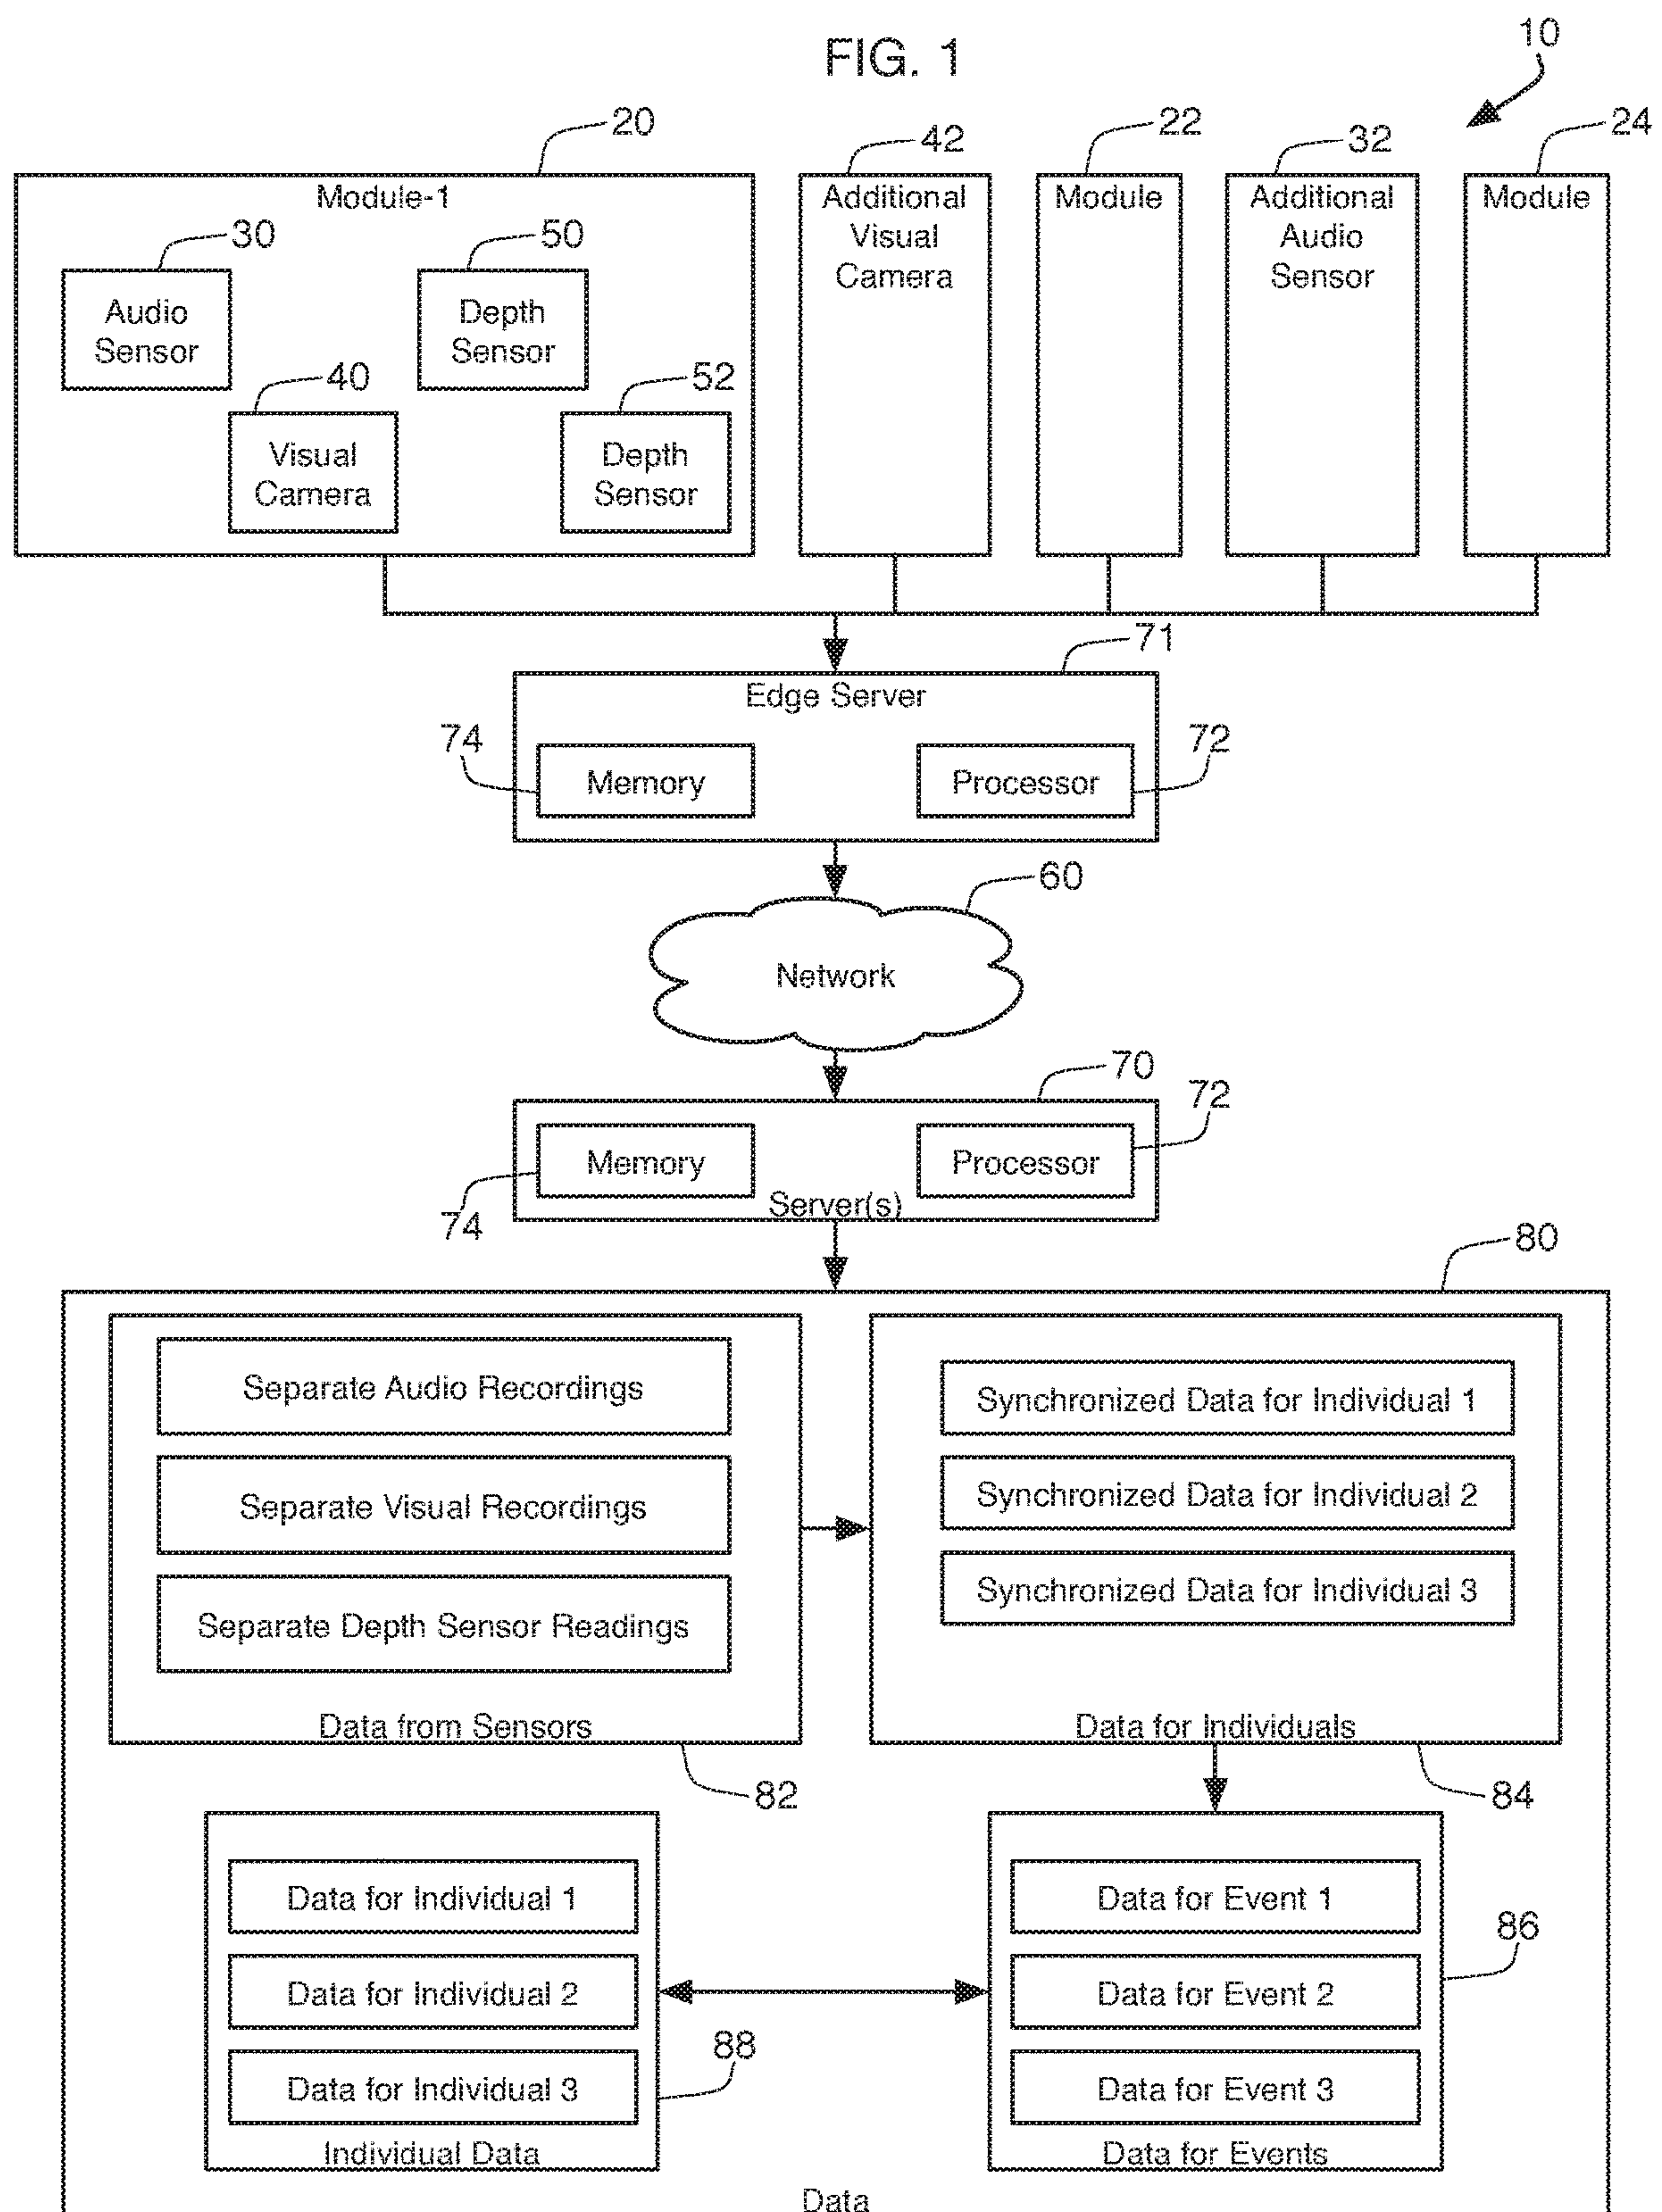 FIG. 1
10
20
42
22
32
24
Module-1
Additional
Visual
Camera
Module
Additional
Audio
Sensor
Module
30
50
Audio
Sensor
Depth
Sensor
40
52
Visual
Camera
Depth
Sensor
71
Edge Server
74
Memory
Processor
72
60
Network
70
72
Memory
Processor
Server(s)
74
80
Separate Audio Recordings
Separate Visual Recordings
Separate Depth Sensor Readings
Data from Sensors
82
Synchronized Data for Individual 1
Synchronized Data for Individual 2
Synchronized Data for Individual 3
Data for Individuals
84
Data for Individual 1
Data for Individual 2
Data for Individual 3
Individual Data
88
Data for Event 1
Data for Event 2
Data for Event 3
Data for Events
86
Data